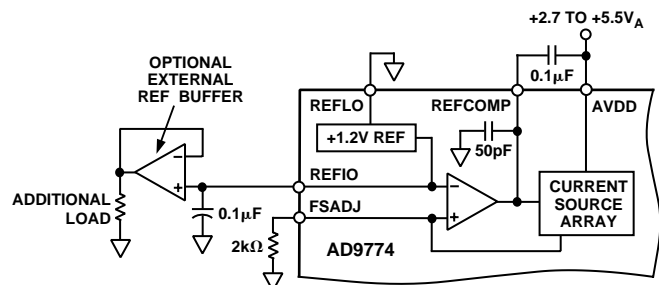 +2.7 TO +5.5VA
OPTIONAL
EXTERNAL
REF BUFFER
0.1µF
REFLO
REFCOMP
AVDD
+1.2V REF
50pF
–
+
REFIO
–
+
ADDITIONAL
LOAD
0.1µF
FSADJ
CURRENT
SOURCE
ARRAY
2kΩ
AD9774